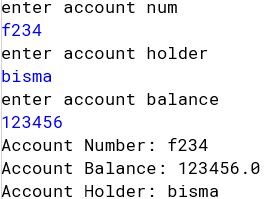 enter account num
f234
enter account holder
bisma
enter account balance
123456
Account Number: f234
Account Balance: 123456.0
Account Holder: bisma